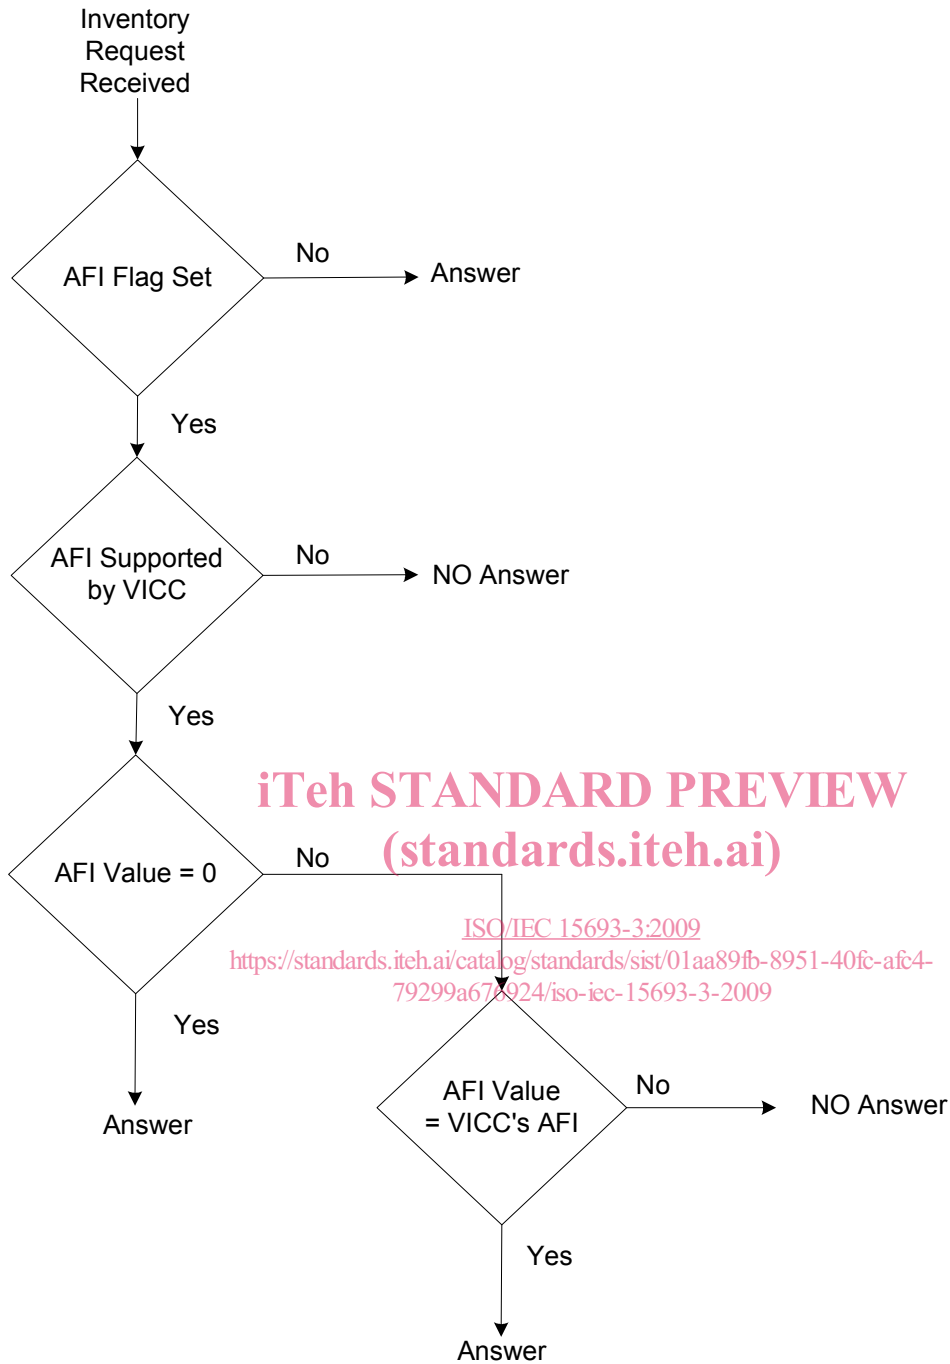 Inventory
Request
Received
AFI Flag Set
No
Answer
Yes
AFI Supported
by VICC
No
NO Answer
Yes
iTeh STANDARD PREVIEW
(standards.iteh.ai)
AFI Value = 0
No
ISO/IEC 15693-3:2009
https://standards.iteh.ai/catalog/standards/sist/01aa89fb-8951-40fc-afc4-
79299a676924/iso-iec-15693-3-2009
Yes
Answer
AFI Value
= VICC's AFI
No
NO Answer
Yes
Answer